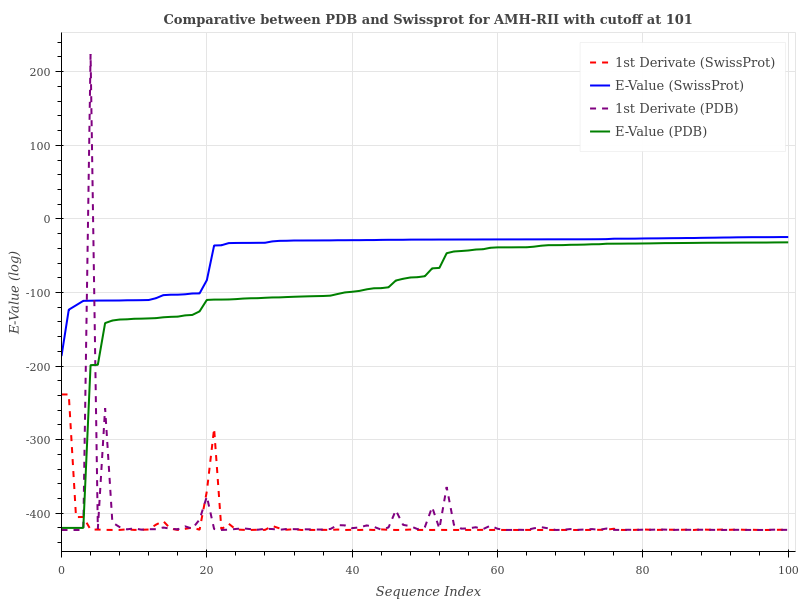 Comparative between PDB and Swissprot for AMH-RII with cutoff at 101
1st Derivate (SwissProt)
E-Value (SwissProt)
1st Derivate (PDB)
E-Value (PDB)
E-Value (log)
200
100
0
-100
-200
-300
-400
0 20 40 60 80 100
Sequence Index